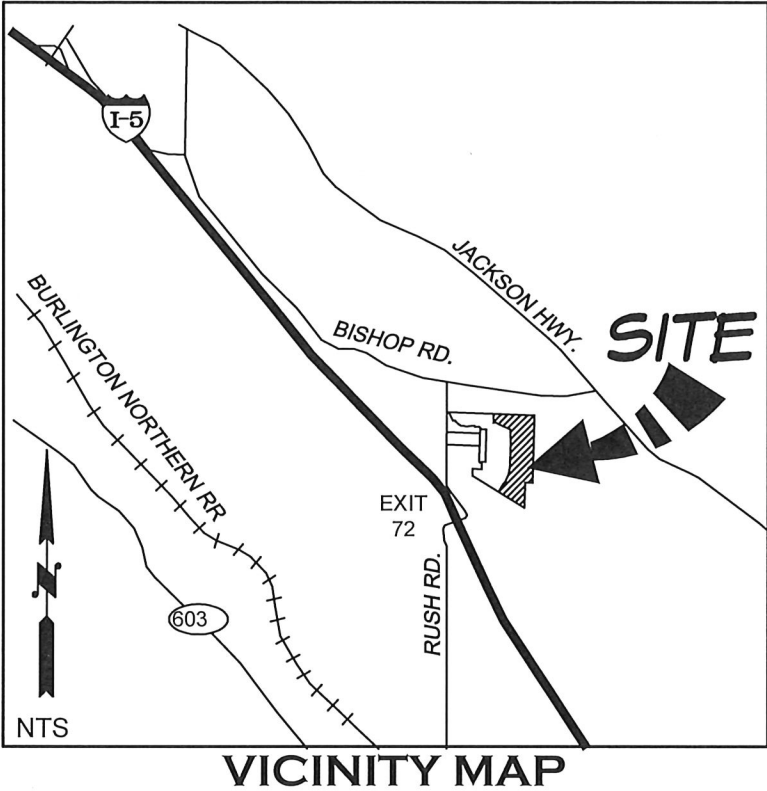 I-5
JACKSON HWY.
BURLINGTON NORTHERN RR
BISHOP RD.
SITE
EXIT
72
RUSH RD.
N
603
NTS
VICINITY MAP